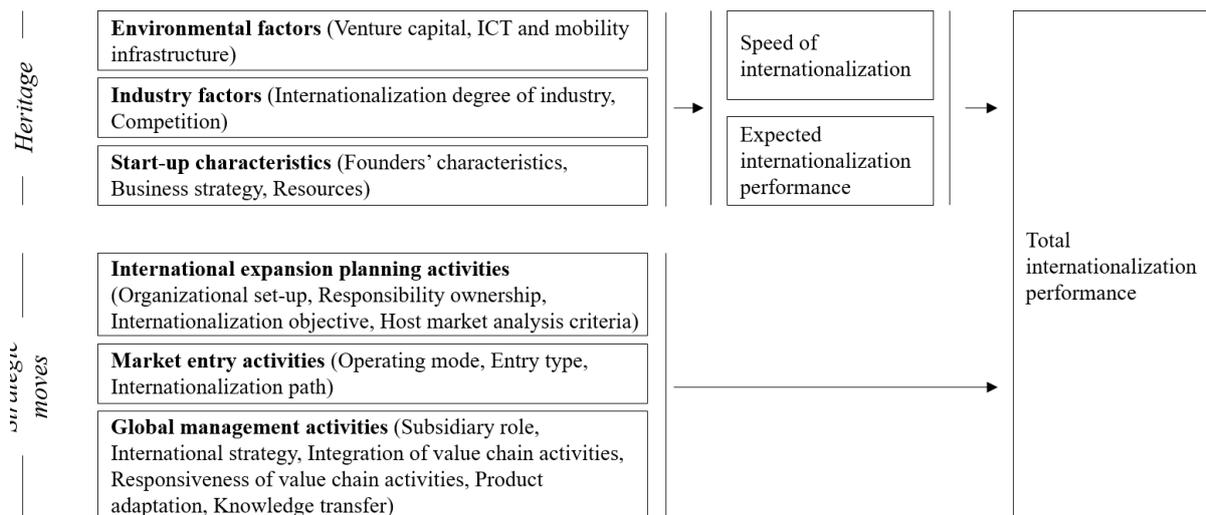 Heritage
Environmental factors (Venture capital, ICT and mobility
infrastructure)
Industry factors (Internationalization degree of industry,
Competition)
Start-up characteristics (Founders’ characteristics,
Business strategy, Resources)
Speed of
internationalization
Expected
internationalization
performance
Total
internationalization
performance
moves
International expansion planning activities
(Organizational set-up, Responsibility ownership,
Internationalization objective, Host market analysis criteria)
Market entry activities (Operating mode, Entry type,
Internationalization path)
Global management activities (Subsidiary role,
International strategy, Integration of value chain activities,
Responsiveness of value chain activities, Product
adaptation, Knowledge transfer)